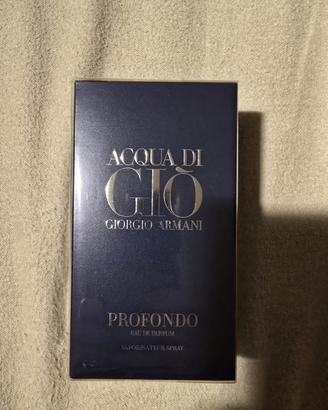 ACQUA DI
GIÒ
GIORGIO ARMANI
PROFONDO
EAU DE PARFUM
VAPORISATEUR SPRAY